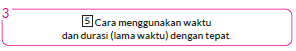 3
5 Cara menggunakan waktu
dan durasi (lama waktu) dengan tepat.